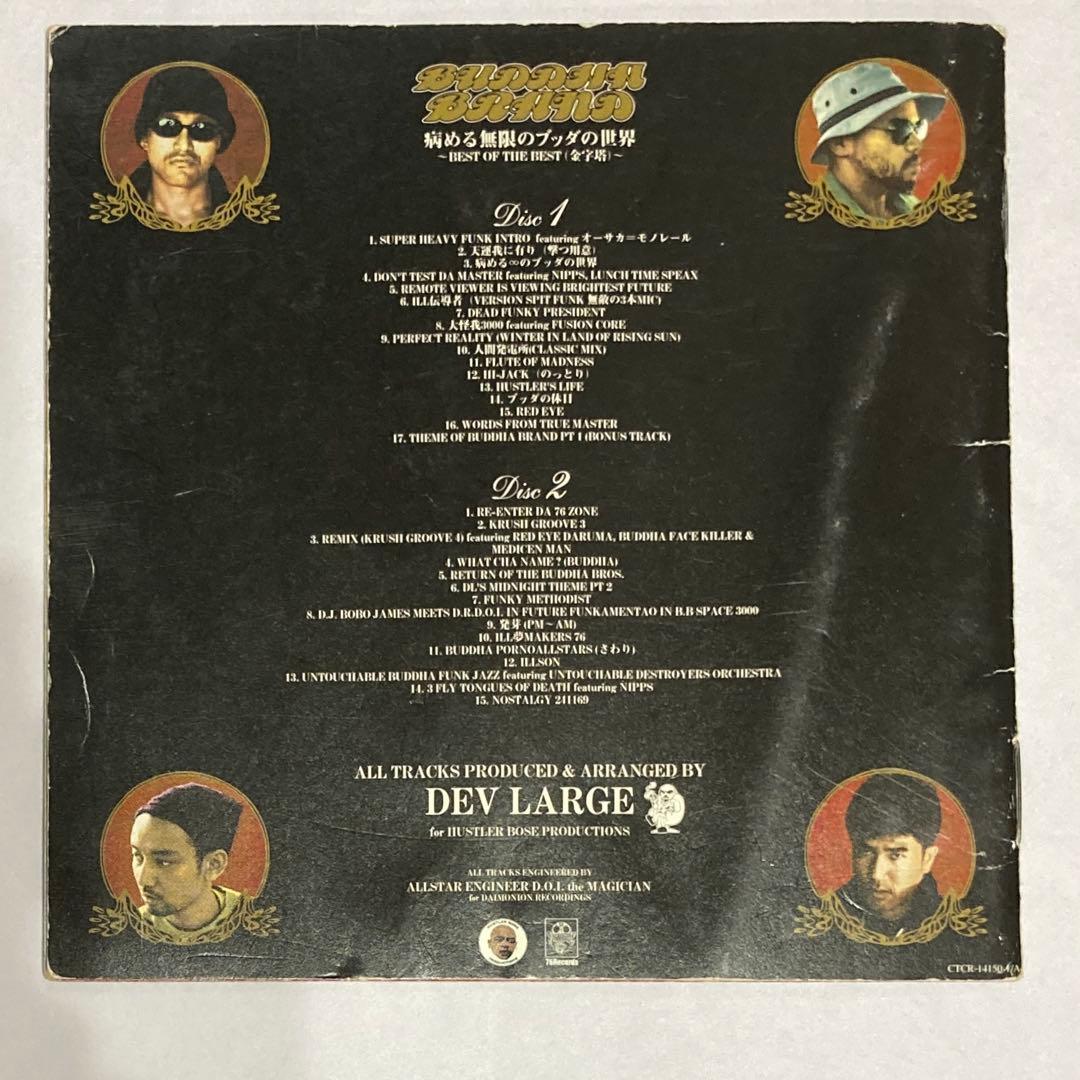 BUDDHA
BRAND
病める無限のブッダの世界
~BEST OF THE BEST (金字塔)~
Disc 1
1. SUPER HEAVY FUNK INTRO featuring オーサカ=モノレール
2. 天運我に有り (撃つ用意)
3. 病める∞のブッダの世界
4. DON'T TEST DA MASTER featuring NIPPS, LUNCH TIME SPEAX
5. REMOTE VIEWER IS VIEWING BRIGHTEST FUTURE
6. ILL伝導者 (VERSION SPIT FUNK 無敵の3本MIC)
7. DEAD FUNKY PRESIDENT
8. 大怪我3000 featuring FUSION CORE
9. PERFECT REALITY (WINTER IN LAND OF RISING SUN)
10. 人間発電所(CLASSIC MIX)
11. FLUTE OF MADNESS
12. HI-JACK (のっとり)
13. HUSTLER'S LIFE
14. ブッダの休日
15. RED EYE
16. WORDS FROM TRUE MASTER
17. THEME OF BUDDHA BRAND PT 1 (BONUS TRACK)
Disc 2
1. RE-ENTER DA 76 ZONE
2. KRUSH GROOVE 3
3. REMIX (KRUSH GROOVE 4) featuring RED EYE DARUMA, BUDDHA FACE KILLER &
MEDICEN MAN
4. WHAT CHA NAME? (BUDDHA)
5. RETURN OF THE BUDDHA BROS.
6. DL'S MIDNIGHT THEME PT 2
7. FUNKY METHODIST
8. D.J. BOBO JAMES MEETS D.R.D.O.I. IN FUTURE FUNKAMENTAO IN B.B SPACE 3000
9. 発芽(PM~AM)
10. ILL夢MAKERS 76
11. BUDDHA PORNOALLSTARS (さわり)
12. ILLSON
13. UNTOUCHABLE BUDDHA FUNK JAZZ featuring UNTOUCHABLE DESTROYERS ORCHESTRA
14. 3 FLY TONGUES OF DEATH featuring NIPPS
15. NOSTALGY 241169
ALL TRACKS PRODUCED & ARRANGED BY
DEV LARGE
for HUSTLER BOSE PRODUCTIONS
ALL TRACKS ENGINEERED BY
ALLSTAR ENGINEER D.O.I. the MAGICIAN
for DAIMONION RECORDINGS
76Records